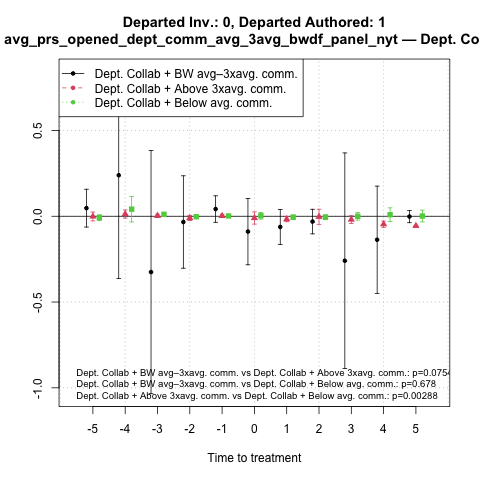 Departed Inv.: 0, Departed Authored: 1
avg_prs_opened_dept_comm_avg_3avg_bwdf_panel_nyt — Dept. Co
Dept. Collab + BW avg–3xavg. comm.
Dept. Collab + Above 3xavg. comm.
Dept. Collab + Below avg. comm.
0.5
0.0
-0.5
-1.0
Dept. Collab + BW avg–3xavg. comm. vs Dept. Collab + Above 3xavg. comm.: p=0.0754
Dept. Collab + BW avg–3xavg. comm. vs Dept. Collab + Below avg. comm.: p=0.678
Dept. Collab + Above 3xavg. comm. vs Dept. Collab + Below avg. comm.: p=0.00288
-5 -4 -3 -2 -1 0 1 2 3 4 5
Time to treatment